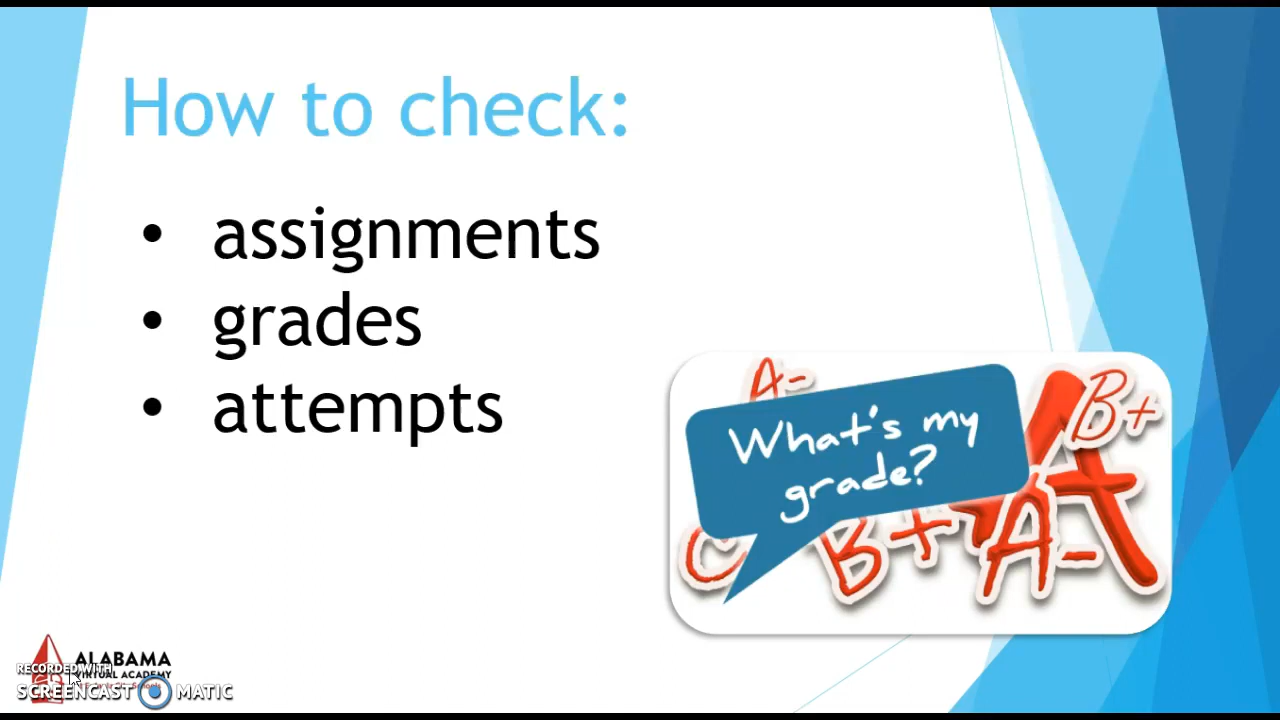 How to check:
• assignments
• grades
• attempts
A-
B+
What's my
grade?
A
C
B+
A-
ALABAMA
VIRTUAL ACADEMY
RECORDED WITH
SCREENCAST MATIC